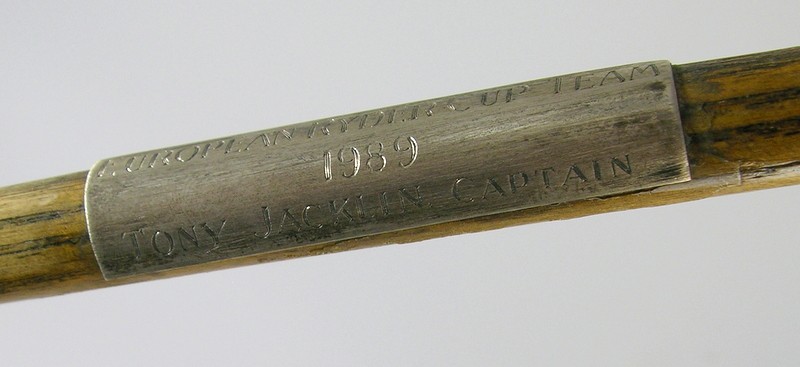 EUROPEAN RYDER CUP TEAM
1989
TONY JACKLIN CAPTAIN